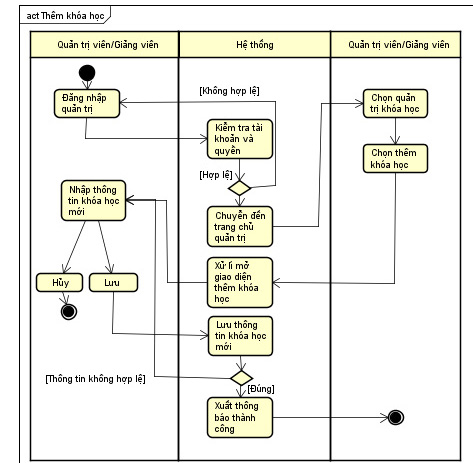 act Thêm khóa học
Quản trị viên/Giảng viên
Hệ thống
Quản trị viên/Giảng viên
Đăng nhập
quản trị
[Không hợp lệ]
Kiểm tra tài
khoản và
quyền
[Hợp lệ]
Chuyển đến
trang chủ
quản trị
Chọn quản
trị khóa học
Chọn thêm
khóa học
Xử lí mở
giao diện
thêm khóa
học
Nhập thông
tin khóa học
mới
Hủy
Lưu
Lưu thông
tin khóa học
mới
[Thông tin không hợp lệ]
[Đúng]
Xuất thông
báo thành
công